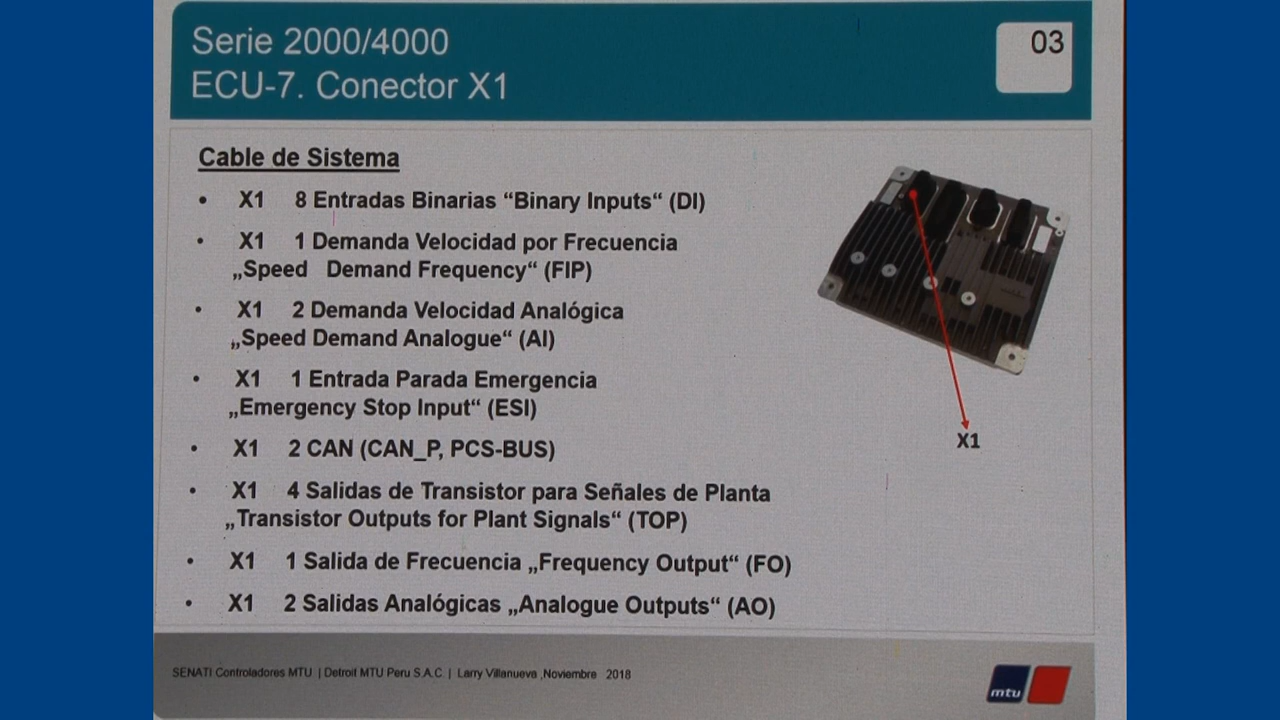 Serie 2000/4000
ECU-7. Conector X1
03
Cable de Sistema
• X1 8 Entradas Binarias “Binary Inputs“ (DI)
• X1 1 Demanda Velocidad por Frecuencia
„Speed Demand Frequency“ (FIP)
• X1 2 Demanda Velocidad Analógica
„Speed Demand Analogue“ (AI)
• X1 1 Entrada Parada Emergencia
„Emergency Stop Input“ (ESI)
• X1 2 CAN (CAN_P, PCS-BUS)
• X1 4 Salidas de Transistor para Señales de Planta
„Transistor Outputs for Plant Signals“ (TOP)
• X1 1 Salida de Frecuencia „Frequency Output“ (FO)
• X1 2 Salidas Analógicas „Analogue Outputs“ (AO)
X1
SENATI Controladores MTU | Detroit MTU Peru S.A.C. | Larry Villanueva ,Noviembre 2018
mtu